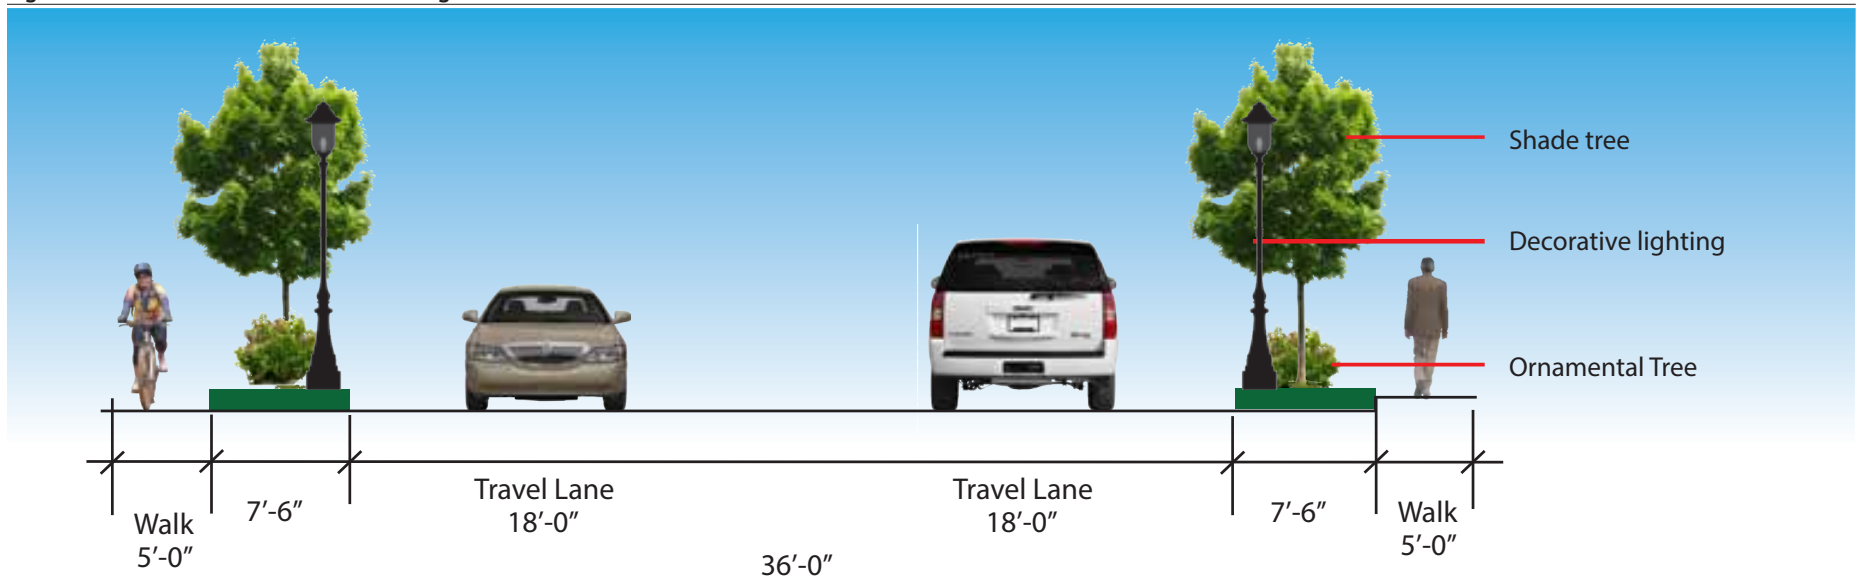 Shade tree
Decorative lighting
Ornamental Tree
Walk
5’-0”
7’-6”
Travel Lane
18’-0”
36’-0”
Travel Lane
18’-0”
7’-6”
Walk
5’-0”